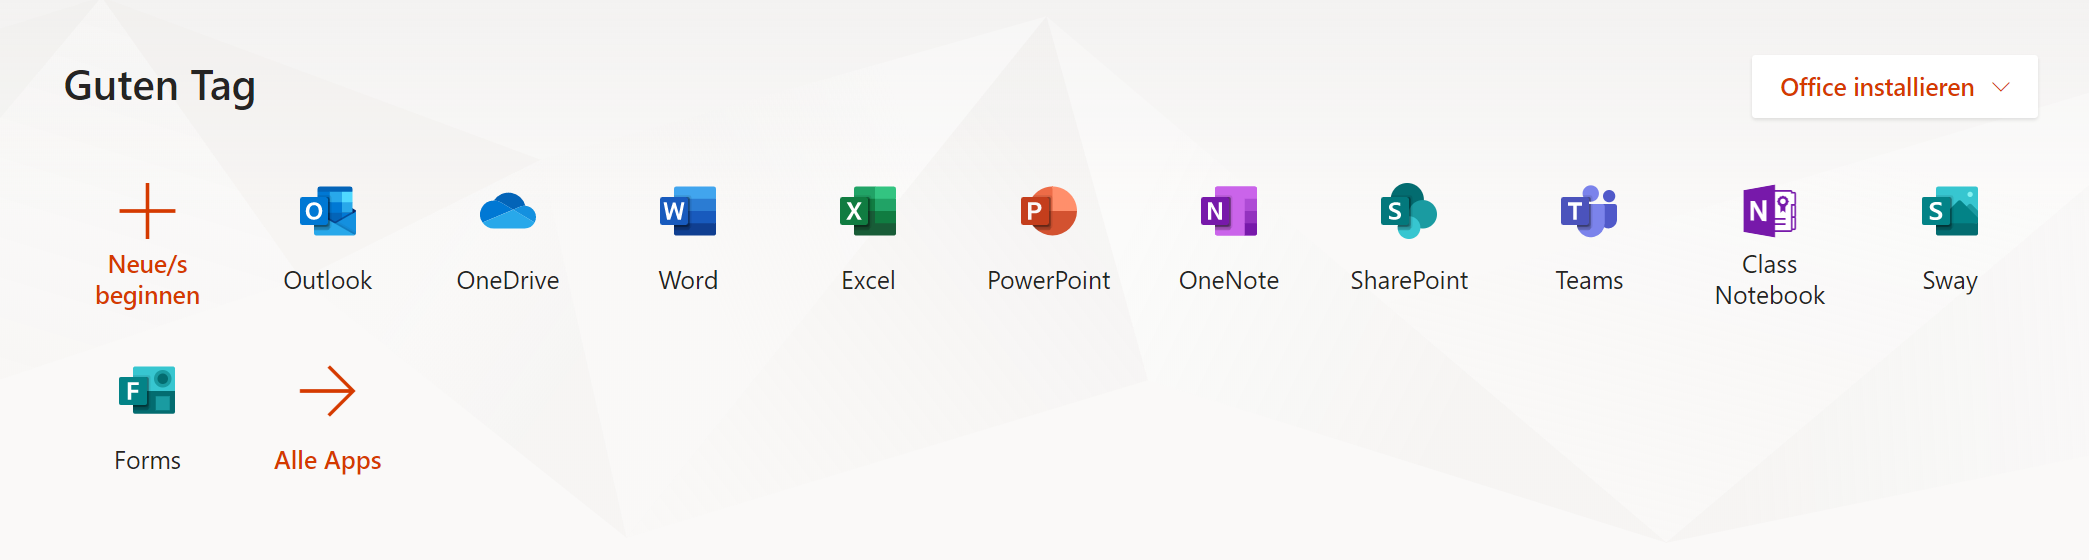 Guten Tag
Office installieren
Neue/s
beginnen
Outlook
OneDrive
Word
Excel
PowerPoint
OneNote
SharePoint
Teams
Class
Notebook
Sway
Forms
Alle Apps